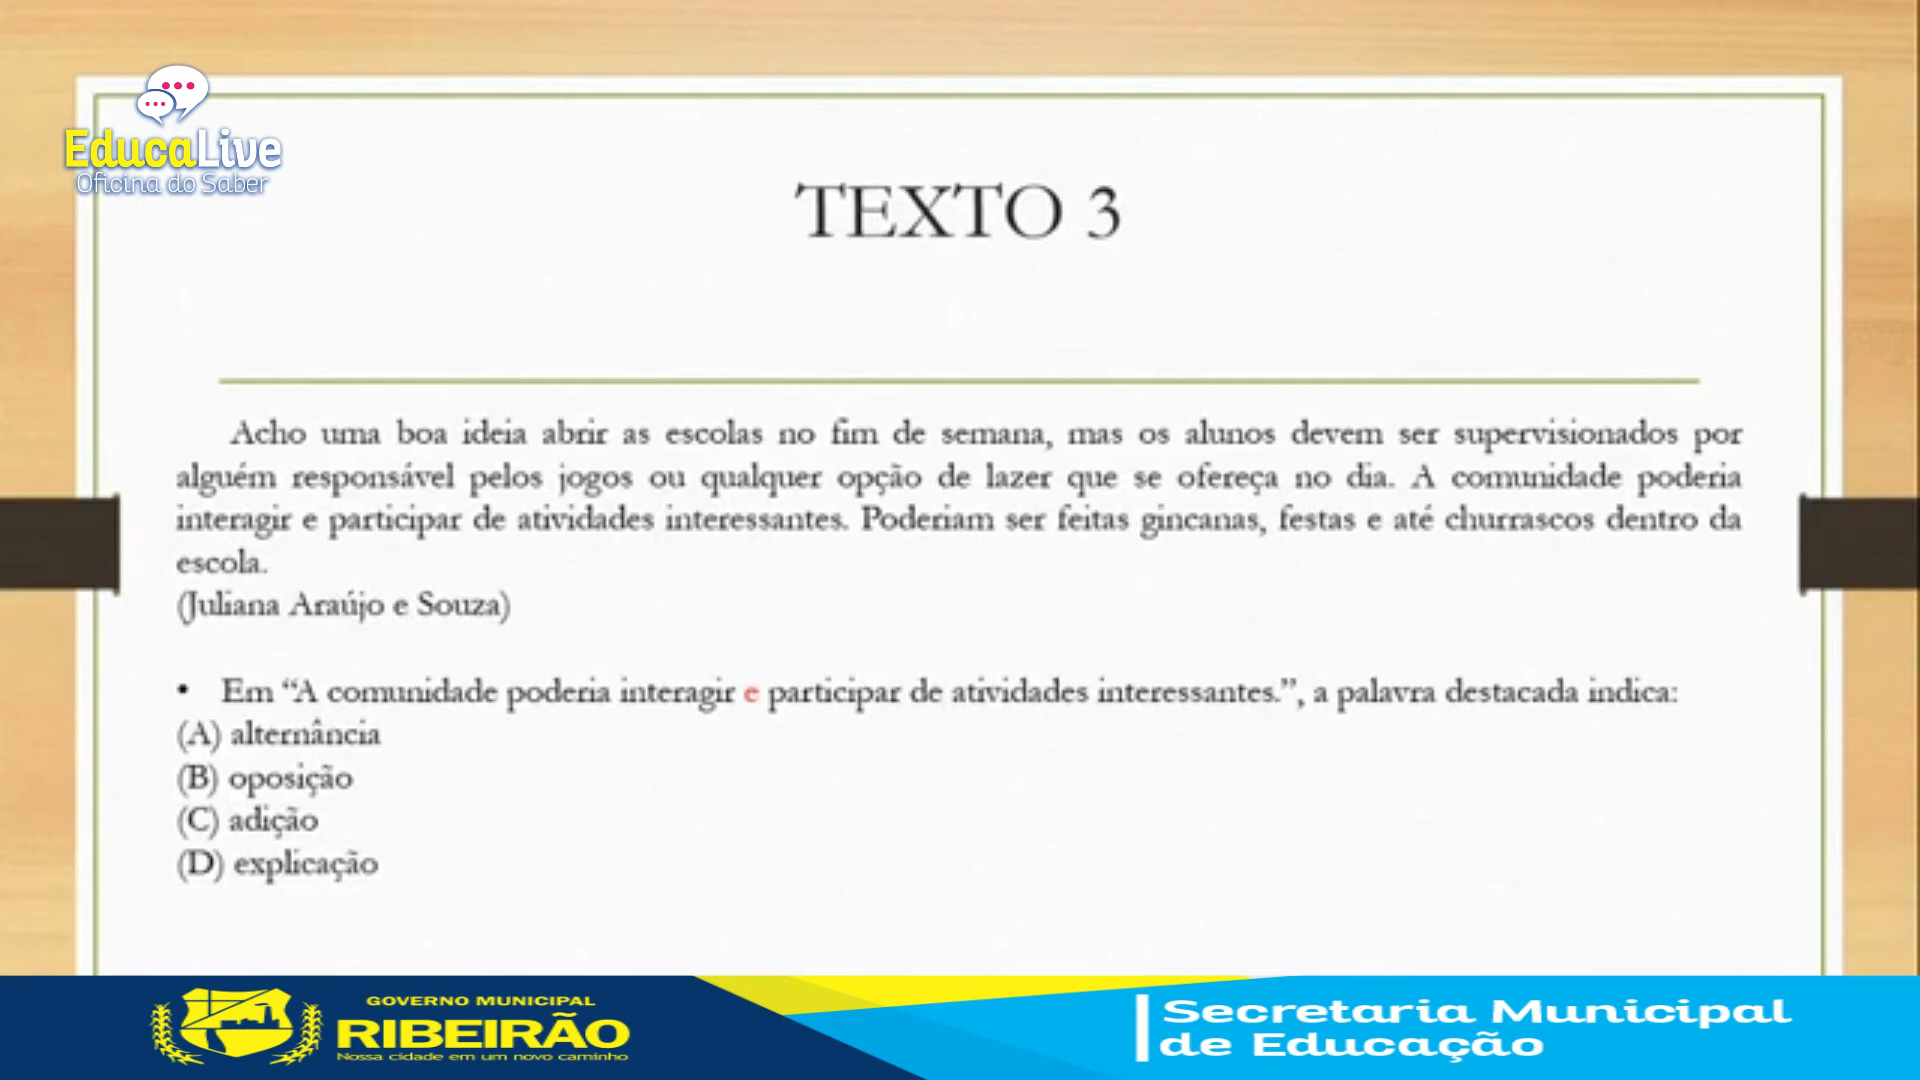 EducaLive
Oficina do Saber
TEXTO 3
Acho uma boa ideia abrir as escolas no fim de semana, mas os alunos devem ser supervisionados por
alguém responsável pelos jogos ou qualquer opção de lazer que se ofereça no dia. A comunidade poderia
interagir e participar de atividades interessantes. Poderiam ser feitas gincanas, festas e até churrascos dentro da
escola.
(Juliana Araújo e Souza)
• Em “A comunidade poderia interagir e participar de atividades interessantes.”, a palavra destacada indica:
(A) alternância
(B) oposição
(C) adição
(D) explicação
GOVERNO MUNICIPAL
RIBEIRÃO
Nossa cidade em um novo caminho
Secretaria Municipal
de Educação